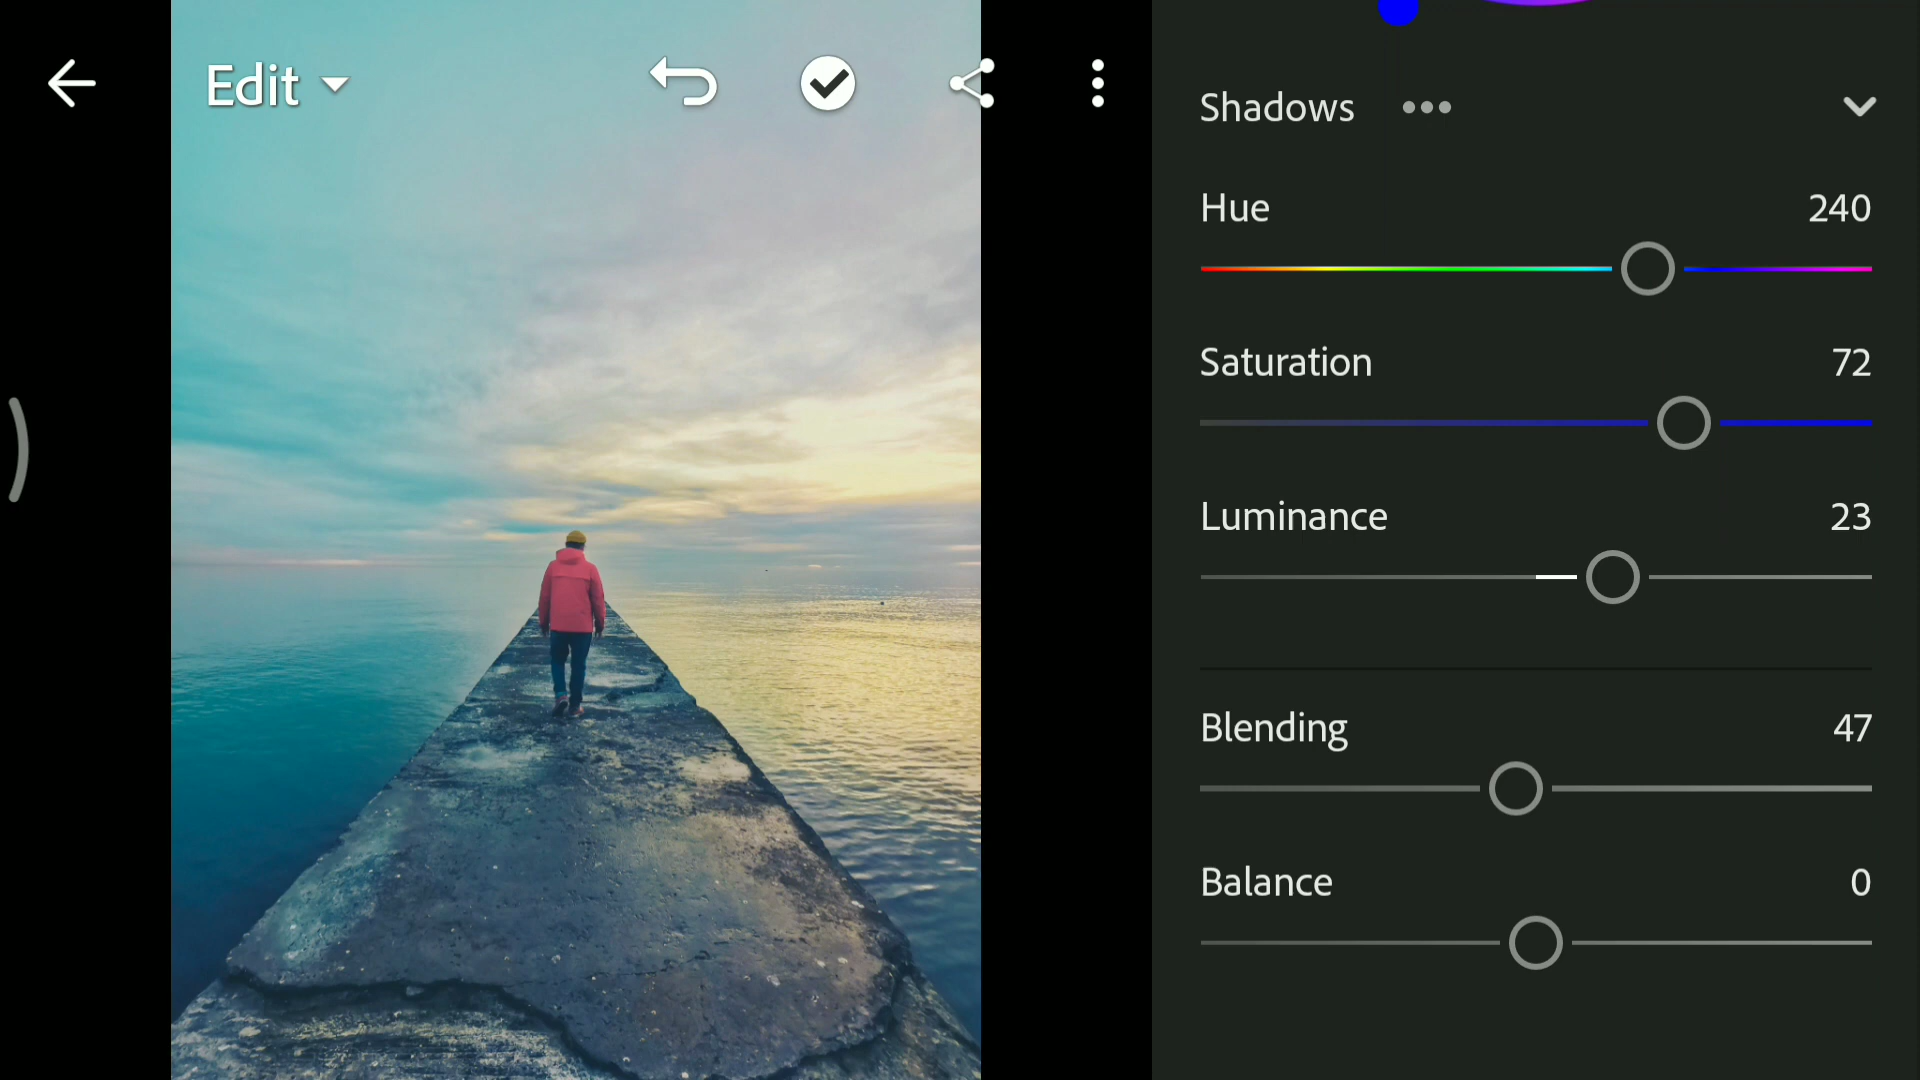 Edit
Shadows
Hue 240
Saturation 72
Luminance 23
Blending 47
Balance 0